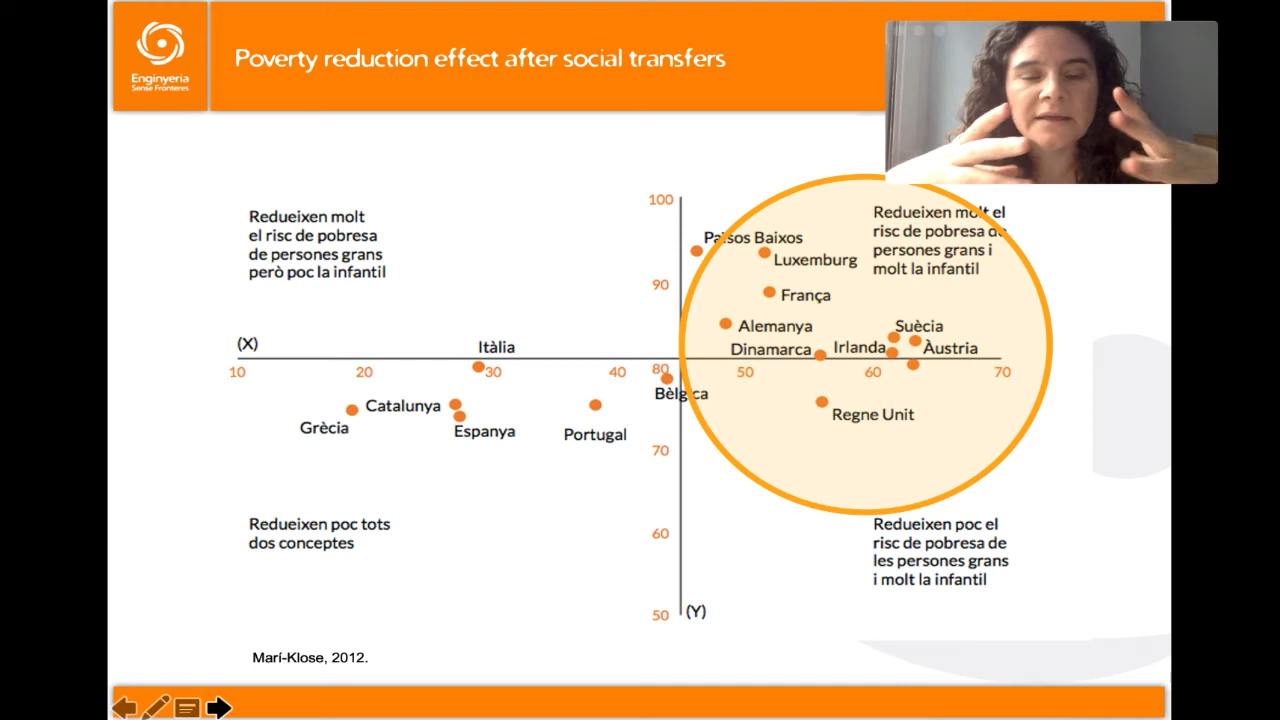 Enginyeria
Sense Fronteres
Poverty reduction effect after social transfers
Redueixen molt
el risc de pobresa
de persones grans
però poc la infantil
100
Redueixen molt el
risc de pobresa de
persones grans i
molt la infantil
Països Baixos
Luxemburg
90
França
Alemanya
Suècia
Dinamarca
Irlanda
Àustria
(X)
Itàlia
10
20
30
40
80
50
60
70
Bèlgica
Catalunya
Grècia
Espanya
Portugal
Regne Unit
70
Redueixen poc tots
dos conceptes
60
Redueixen poc el
risc de pobresa de
les persones grans
i molt la infantil
50
(Y)
Marí-Klose, 2012.